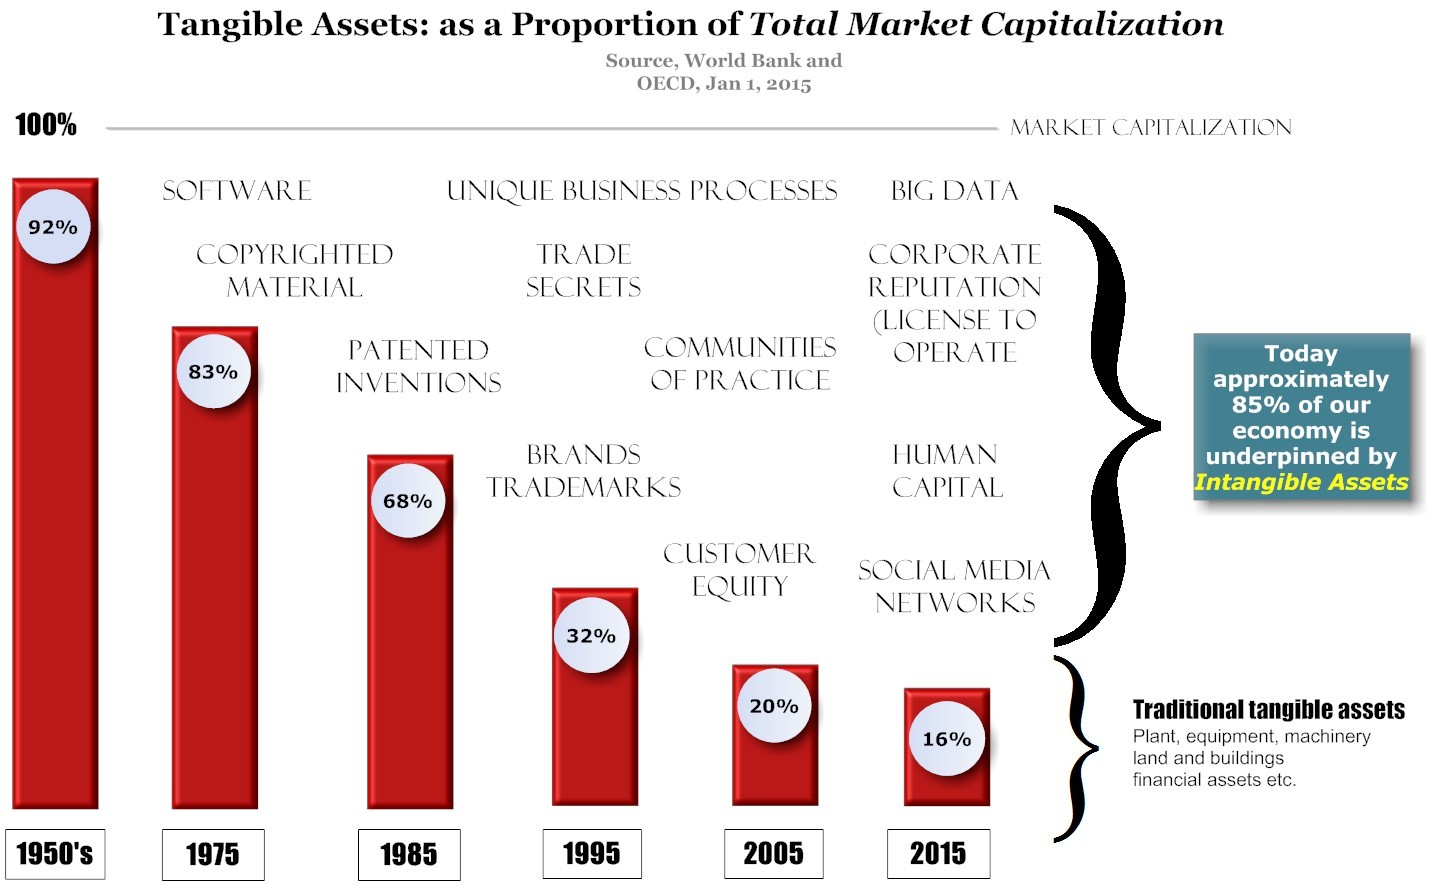 Tangible Assets: as a Proportion of Total Market Capitalization
Source, World Bank and
OECD, Jan 1, 2015
100%
MARKET CAPITALIZATION
92%
SOFTWARE
UNIQUE BUSINESS PROCESSES
BIG DATA
COPYRIGHTED
MATERIAL
TRADE
SECRETS
CORPORATE
REPUTATION
(LICENSE TO
OPERATE
83%
PATENTED
INVENTIONS
COMMUNITIES
OF PRACTICE
Today
approximately
85% of our
economy is
underpinned by
Intangible Assets
68%
BRANDS
TRADEMARKS
HUMAN
CAPITAL
CUSTOMER
EQUITY
SOCIAL MEDIA
NETWORKS
32%
20%
16%
Traditional tangible assets
Plant, equipment, machinery
land and buildings
financial assets etc.
1950's
1975
1985
1995
2005
2015